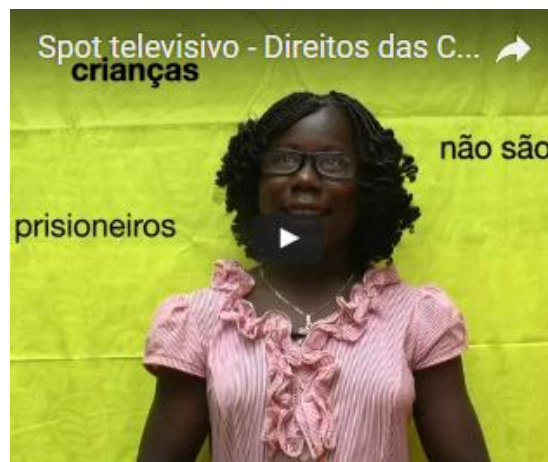 Spot televisivo - Direitos das C...
crianças
não são
prisioneiros